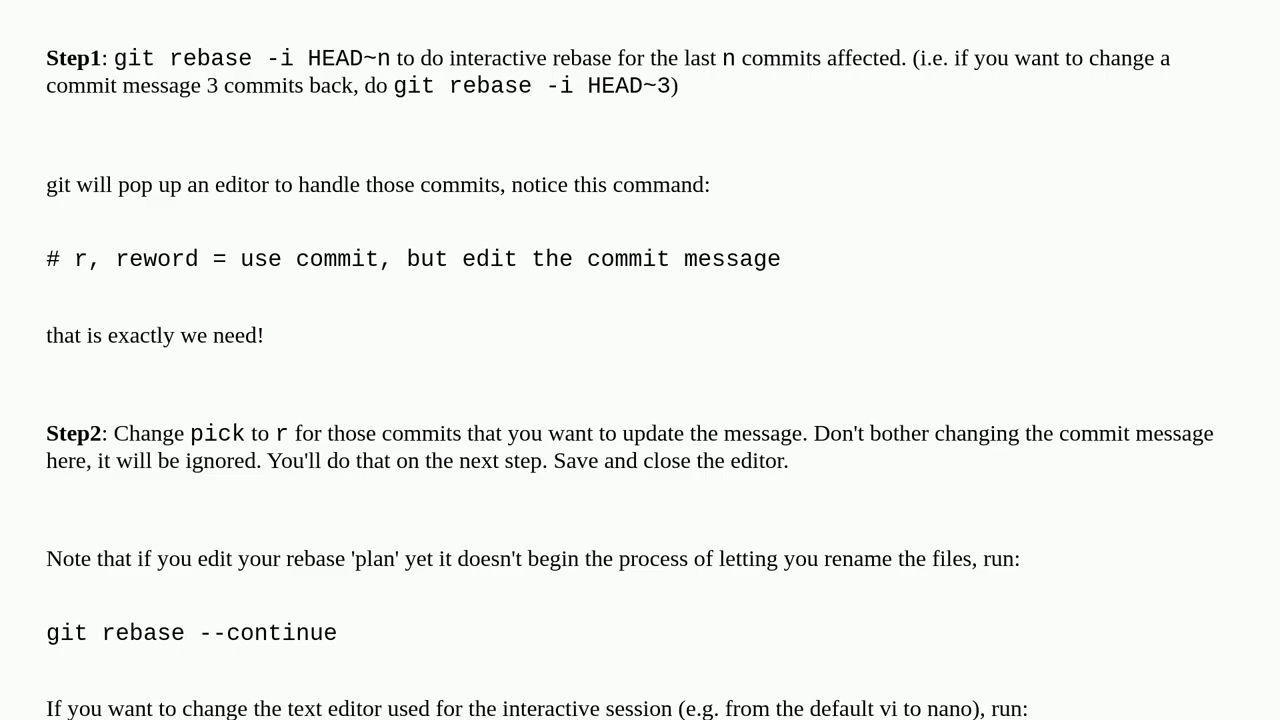 Step1: git rebase -i HEAD~n to do interactive rebase for the last n commits affected. (i.e. if you want to change a
commit message 3 commits back, do git rebase -i HEAD~3)
git will pop up an editor to handle those commits, notice this command:
# r, reword = use commit, but edit the commit message
that is exactly we need!
Step2: Change pick to r for those commits that you want to update the message. Don't bother changing the commit message
here, it will be ignored. You'll do that on the next step. Save and close the editor.
Note that if you edit your rebase 'plan' yet it doesn't begin the process of letting you rename the files, run:
git rebase --continue
If you want to change the text editor used for the interactive session (e.g. from the default vi to nano), run: